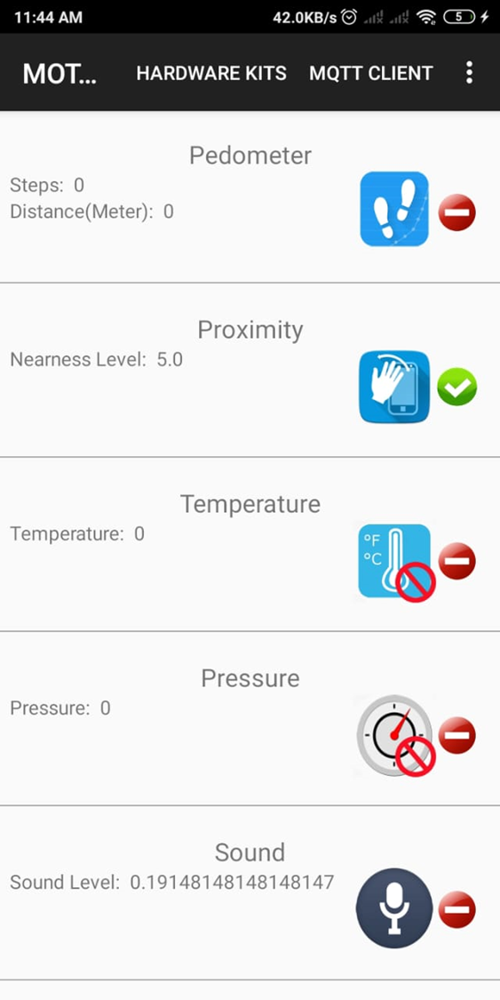 11:44 AM 42.0KB/s 5
MOT... HARDWARE KITS MQTT CLIENT
Pedometer
Steps: 0
Distance(Meter): 0
Proximity
Nearness Level: 5.0
Temperature
Temperature: 0
°F
°C
Pressure
Pressure: 0
Sound
Sound Level: 0.19148148148148147